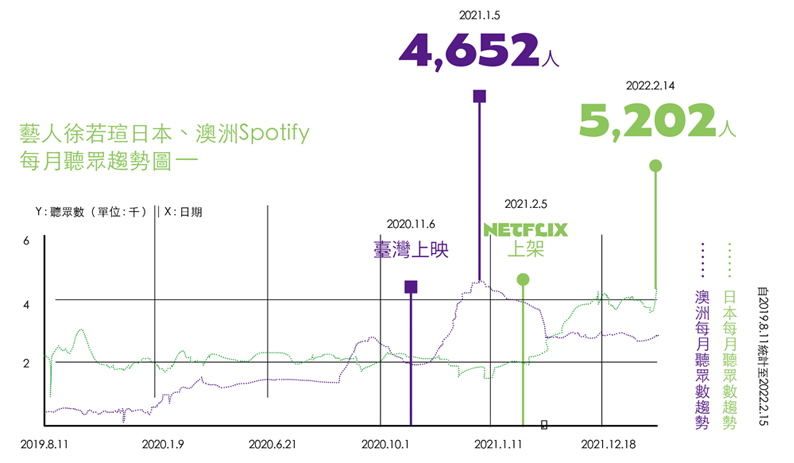 2021.1.5
4,652人
2022.2.14
5,202人
藝人徐若瑄日本、澳洲Spotify
每月聽眾趨勢圖一
Y:聽眾數(單位:千)
X:日期
2020.11.6
臺灣上映
2021.2.5
NETFLIX
上架
6
4
2
2019.8.11
2020.1.9
2020.6.21
2020.10.1
2021.1.11
2021.12.18
澳洲每月聽眾數趨勢
日本每月聽眾數趨勢
自2019.8.11統計至2022.2.15